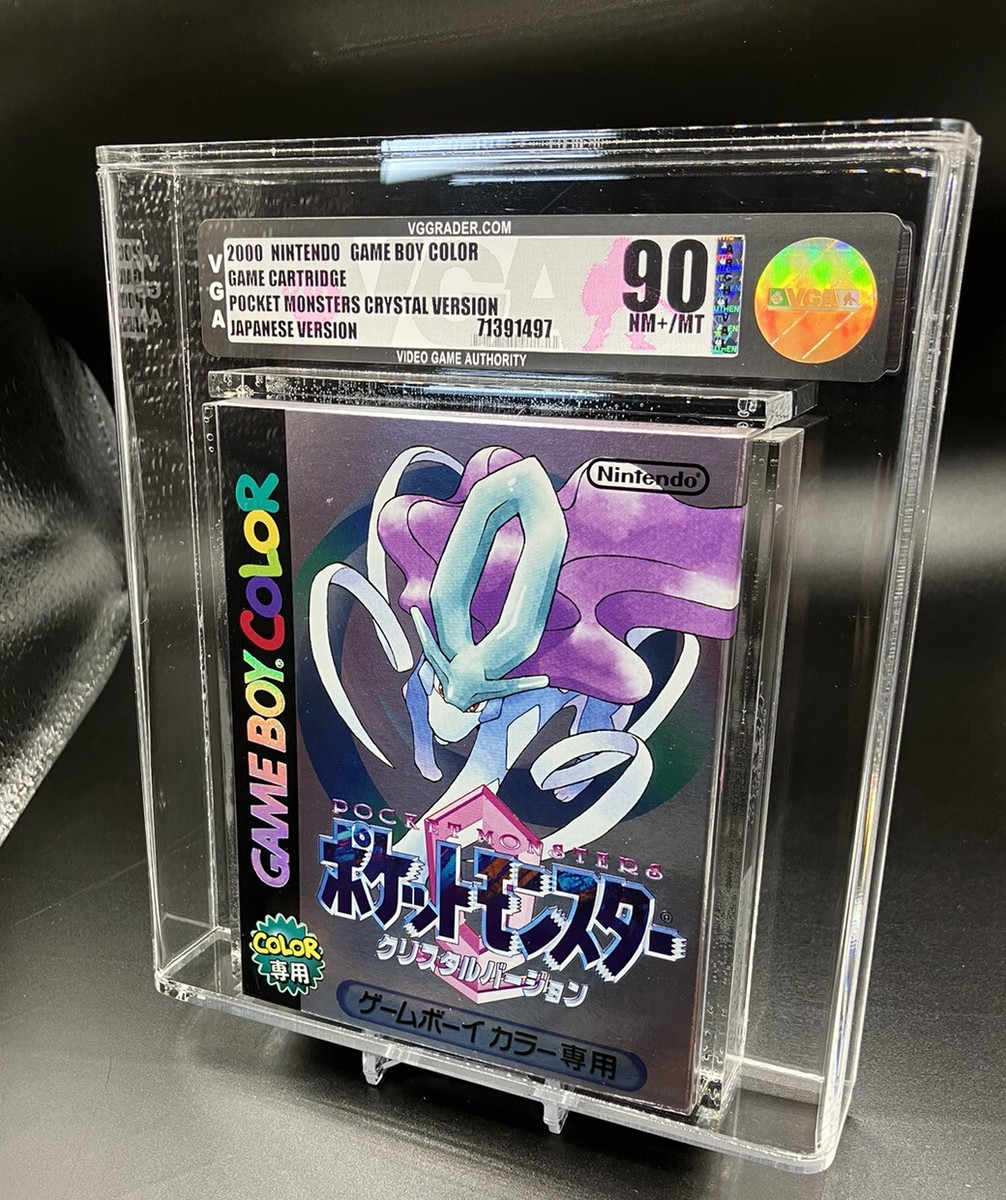 VGGRADER.COM
VGA
2000 NINTENDO GAME BOY COLOR
GAME CARTRIDGE
POCKET MONSTERS CRYSTAL VERSION
JAPANESE VERSION
71391497
90
NM+/MT
VGA
VIDEO GAME AUTHORITY
Nintendo®
GAME BOY COLOR
POCKET MONSTERS
ポケットモンスター®
クリスタルバージョン
COLOR
専用
ゲームボーイ カラー専用